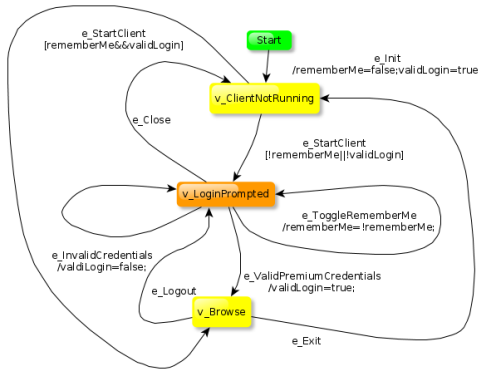 e_StartClient
[rememberMe&&validLogin]
Start
e_Init
/rememberMe=false;validLogin=true
v_ClientNotRunning
e_Close
e_StartClient
[!rememberMe||!validLogin]
v_LoginPrompted
e_ToggleRememberMe
/rememberMe=!rememberMe;
e_InvalidCredentials
/valdiLogin=false;
e_ValidPremiumCredentials
/validLogin=true;
e_Logout
v_Browse
e_Exit